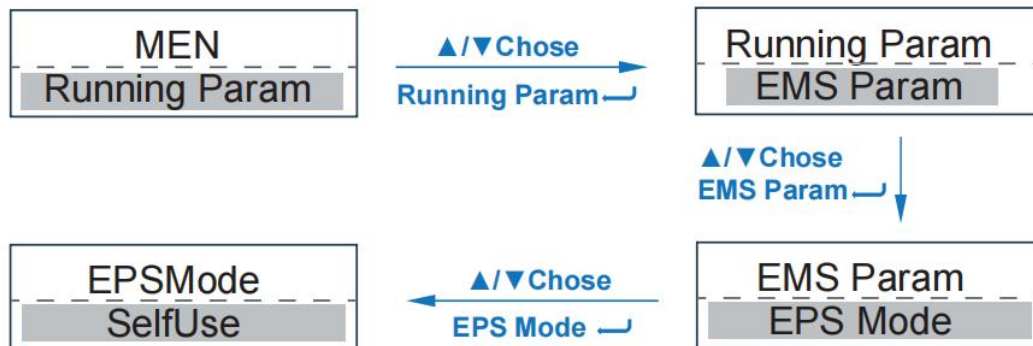 MEN
Running Param
▲/▼Chose
Running Param
Running Param
EMS Param
▲/▼Chose
EMS Param
EMS Param
EPS Mode
▲/▼Chose
EPS Mode
EPSMode
SelfUse